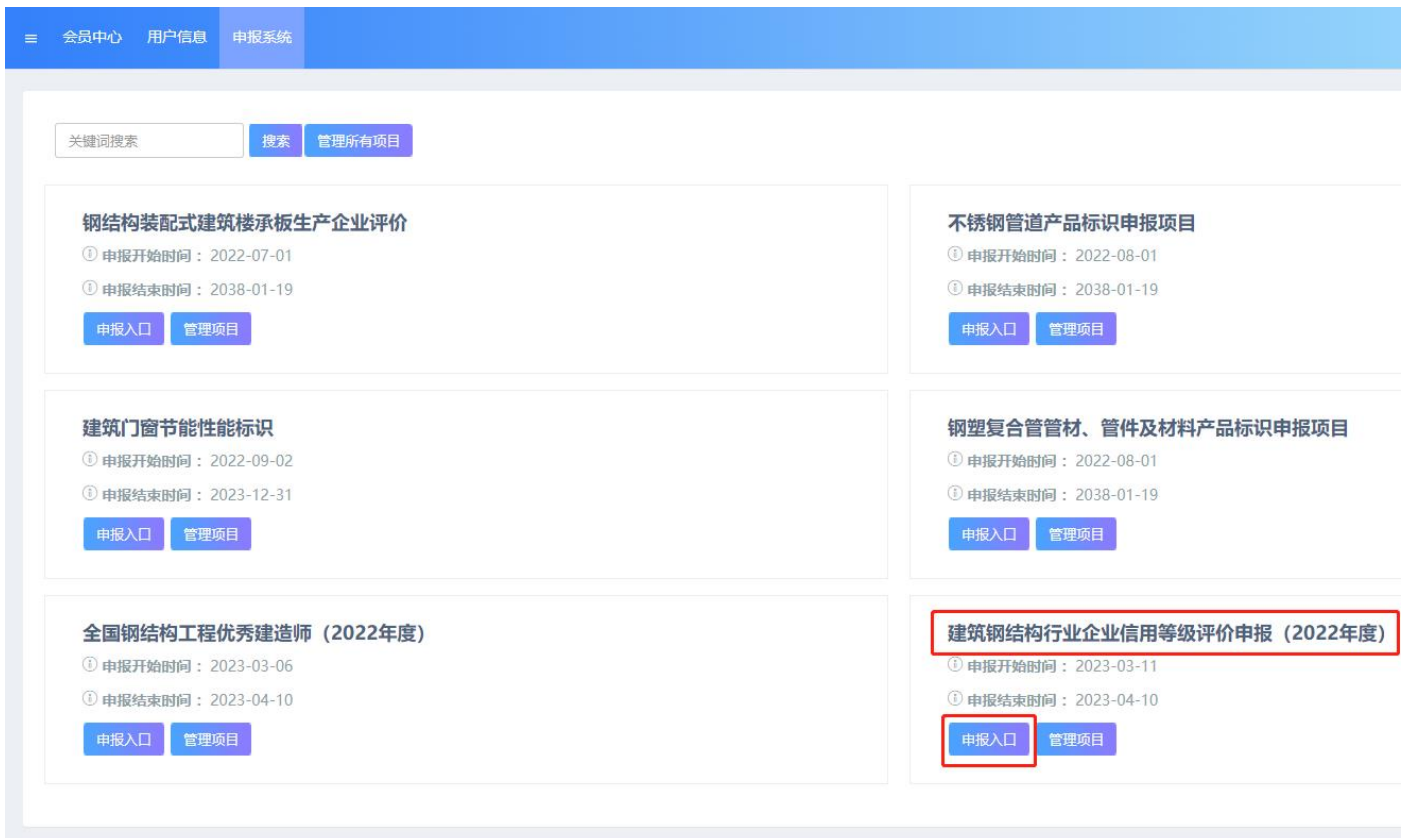 ≡ 会员中心 用户信息 申报系统
关键词搜索 搜索 管理所有项目
钢结构装配式建筑楼承板生产企业评价
申报开始时间： 2022-07-01
申报结束时间： 2038-01-19
申报入口 管理项目
不锈钢管道产品标识申报项目
申报开始时间： 2022-08-01
申报结束时间： 2038-01-19
申报入口 管理项目
建筑门窗节能性能标识
申报开始时间： 2022-09-02
申报结束时间： 2023-12-31
申报入口 管理项目
钢塑复合管管材、管件及材料产品标识申报项目
申报开始时间： 2022-08-01
申报结束时间： 2038-01-19
申报入口 管理项目
全国钢结构工程优秀建造师（2022年度）
申报开始时间： 2023-03-06
申报结束时间： 2023-04-10
申报入口 管理项目
建筑钢结构行业企业信用等级评价申报（2022年度）
申报开始时间： 2023-03-11
申报结束时间： 2023-04-10
申报入口 管理项目